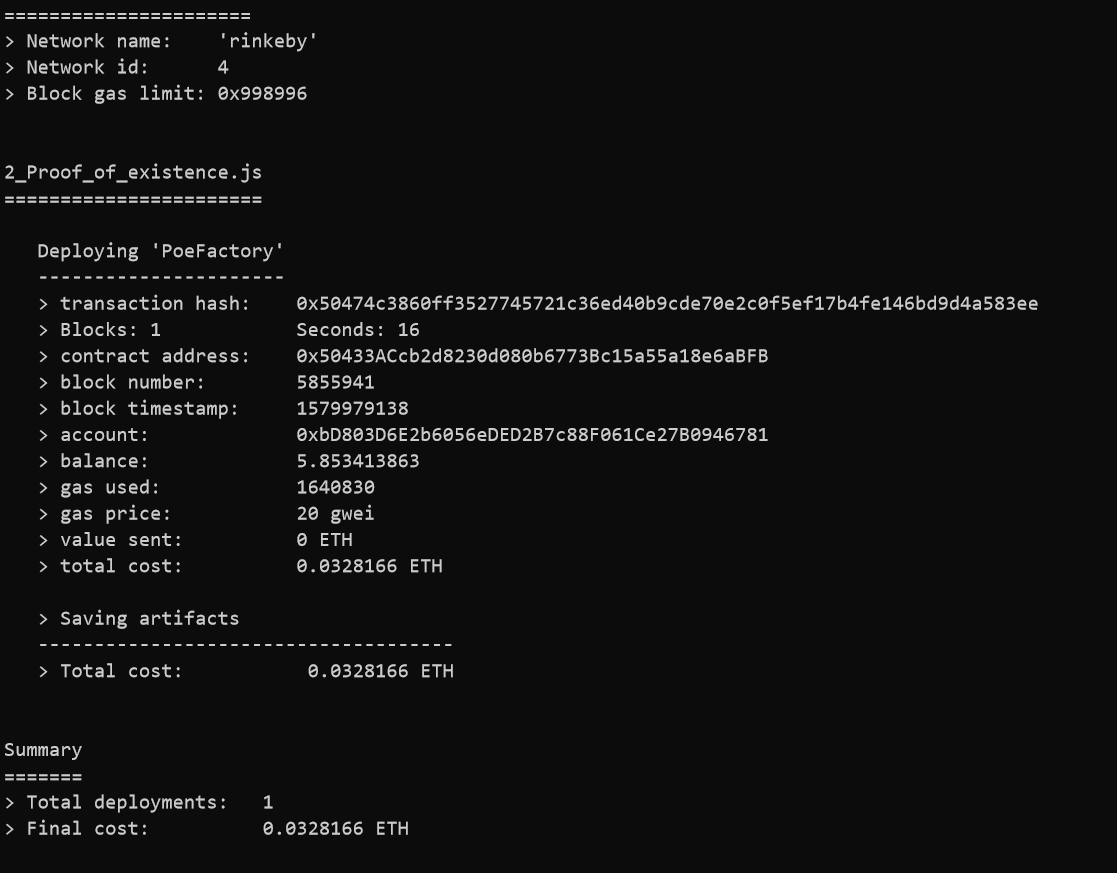 ======================
> Network name:    'rinkeby'
> Network id:      4
> Block gas limit: 0x998996
2_Proof_of_existence.js
=======================
Deploying 'PoeFactory'
----------------------
> transaction hash:    0x50474c3860ff3527745721c36ed40b9cde70e2c0f5ef17b4fe146bd9d4a583ee
> Blocks: 1            Seconds: 16
> contract address:    0x50433ACcb2d8230d080b6773Bc15a55a18e6aBFB
> block number:        5855941
> block timestamp:     1579979138
> account:             0xbD803D6E2b6056eDED2B7c88F061Ce27B0946781
> balance:             5.853413863
> gas used:            1640830
> gas price:           20 gwei
> value sent:          0 ETH
> total cost:          0.0328166 ETH
> Saving artifacts
-------------------------------------
> Total cost:           0.0328166 ETH
Summary
=======
> Total deployments:   1
> Final cost:          0.0328166 ETH